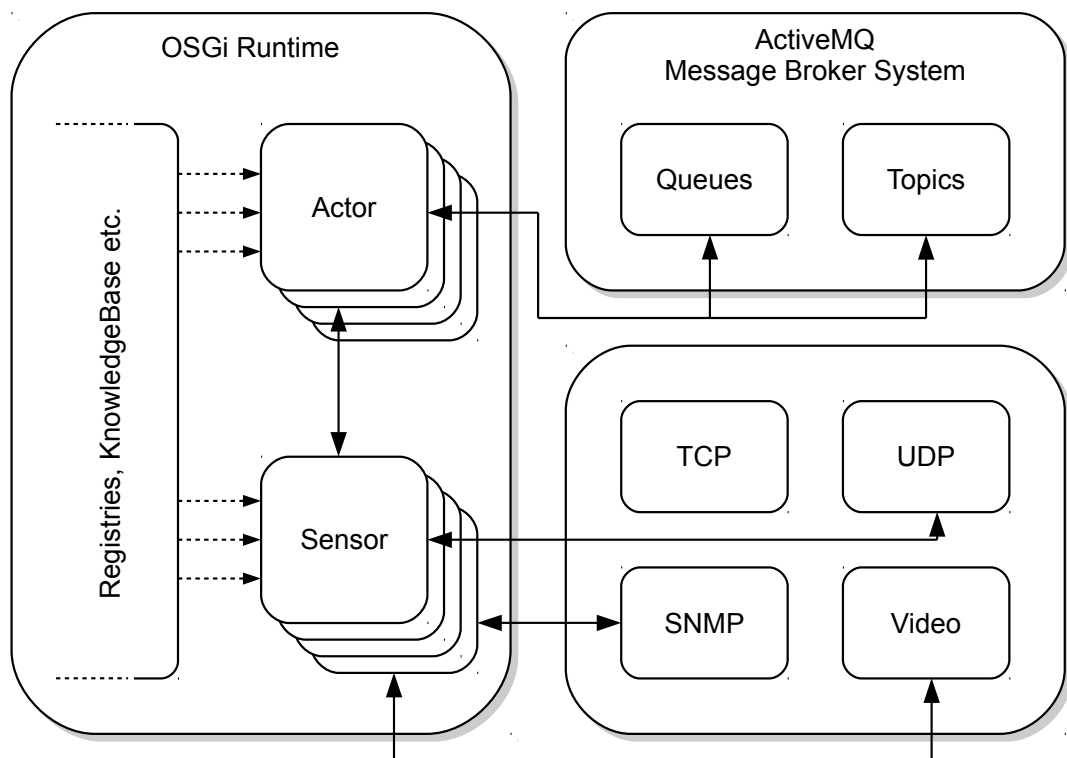 OSGi Runtime
Registries, KnowledgeBase etc.
Actor
Sensor
ActiveMQ
Message Broker System
Queues
Topics
TCP
UDP
SNMP
Video